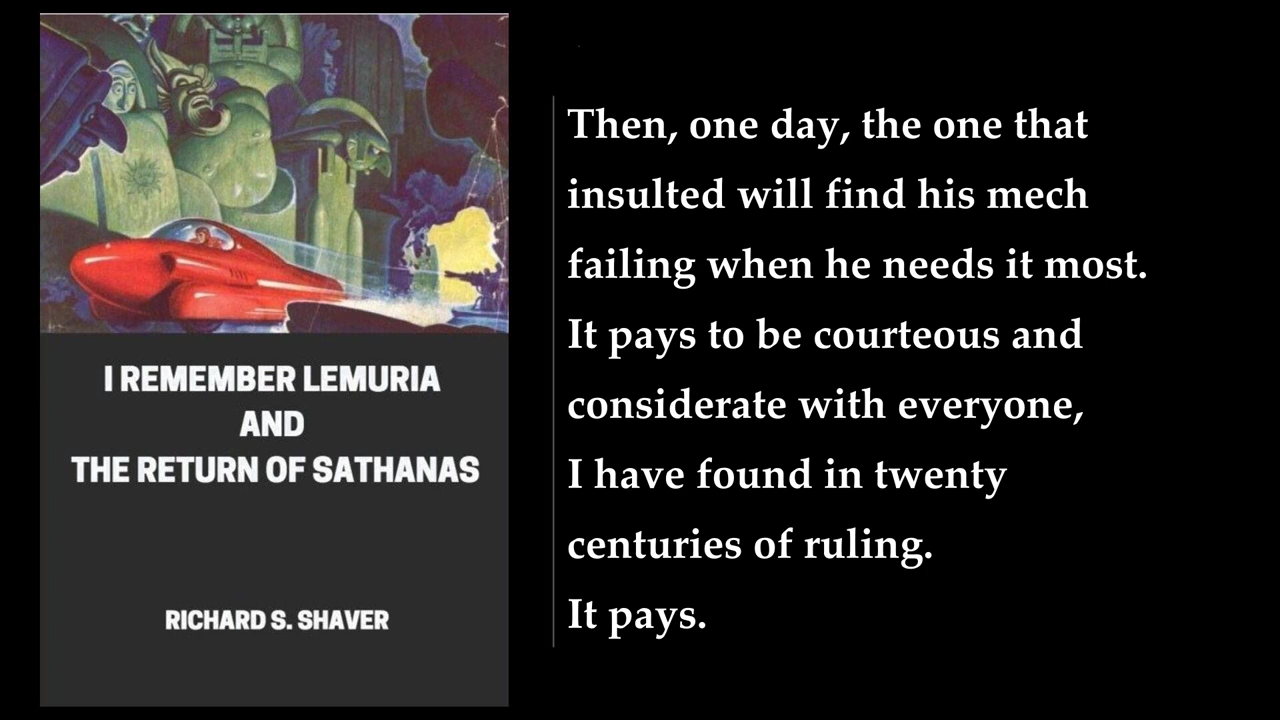 I REMEMBER LEMURIA
AND
THE RETURN OF SATHANAS
RICHARD S. SHAVER
Then, one day, the one that
insulted will find his mech
failing when he needs it most.
It pays to be courteous and
considerate with everyone,
I have found in twenty
centuries of ruling.
It pays.